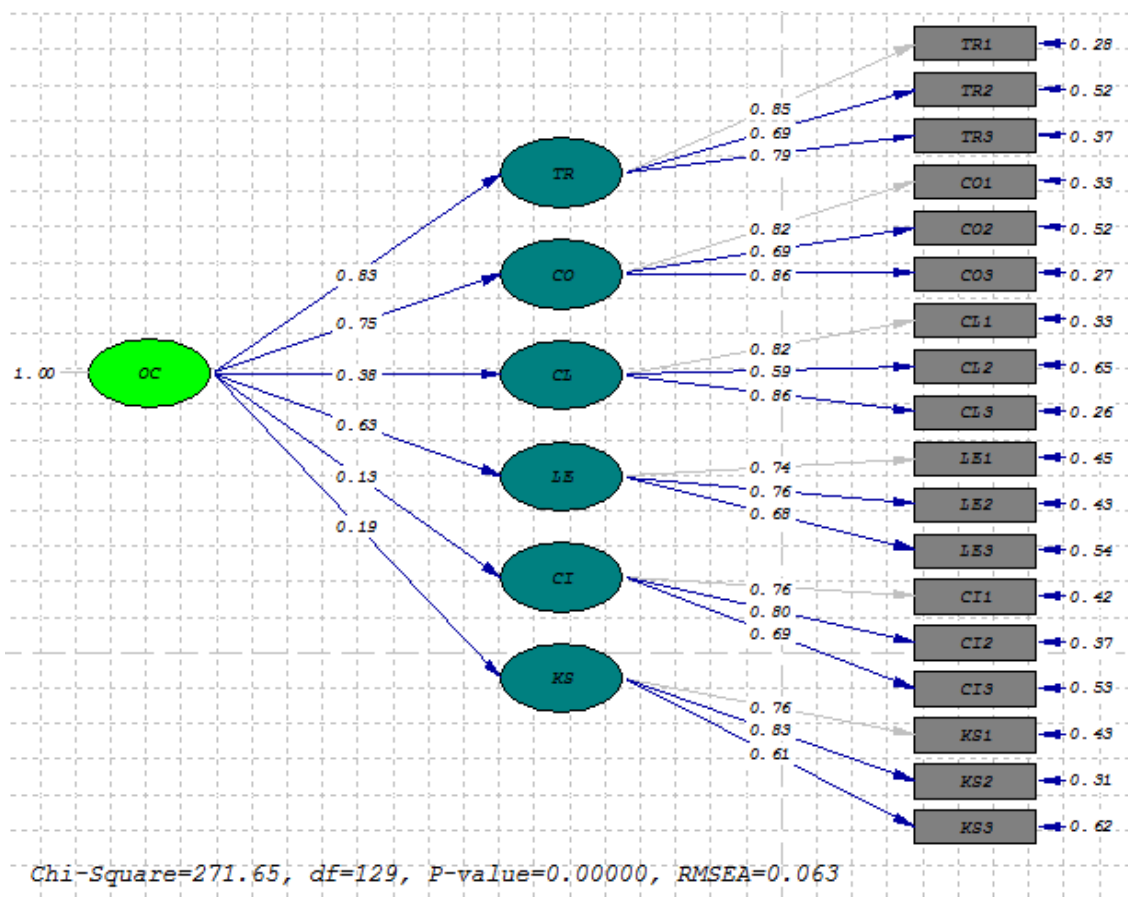 TR1
0.28
TR2
0.52
0.85
0.69
TR3
0.37
0.79
TR
CO1
0.33
0.82
CO2
0.52
0.69
0.83
CO
0.86
CO3
0.27
0.75
CL1
0.33
0.82
1.00
OC
0.38
CL
0.59
CL2
0.65
0.86
CL3
0.26
0.63
LE1
0.45
0.74
0.13
LE
0.76
LE2
0.43
0.68
0.19
LE3
0.54
CI
0.76
CI1
0.42
0.80
0.69
CI2
0.37
KS
CI3
0.53
0.76
0.83
KS1
0.43
0.61
KS2
0.31
KS3
0.62
Chi-Square=271.65, df=129, P-value=0.00000, RMSEA=0.063